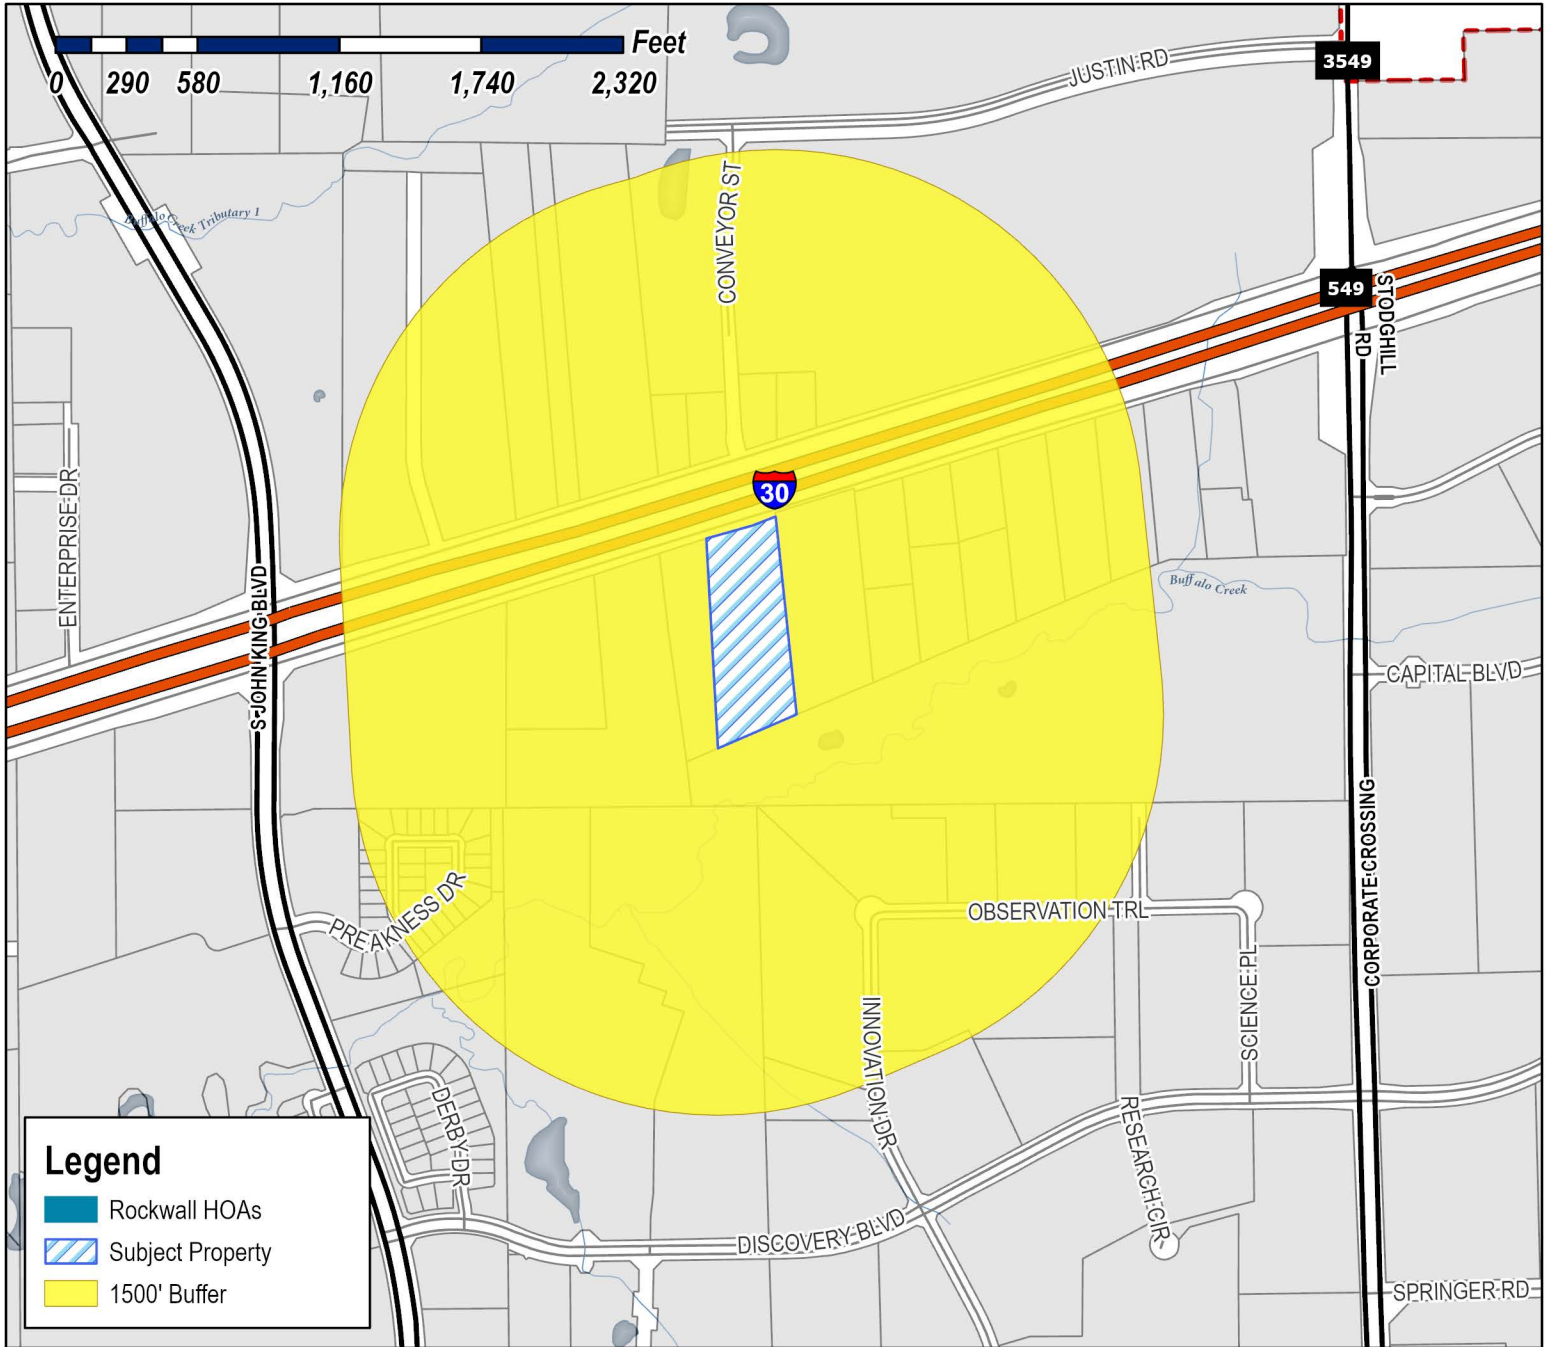 Feet
0 290 580 1,160 1,740 2,320
JUSTIN RD
3549
CONVEYOR ST
Buffalo Creek Tributary 1
549
STODGHILL
RD
30
ENTERPRISE DR
S JOHN KING BLVD
Buffalo Creek
CAPITAL BLVD
CORPORATE CROSSING
PREAKNESS DR
OBSERVATION TRL
SCIENCE PL
INNOVATION DR
DERBY DR
RESEARCH CIR
DISCOVERY BLVD
SPRINGER RD
Legend
Rockwall HOAs
Subject Property
1500' Buffer